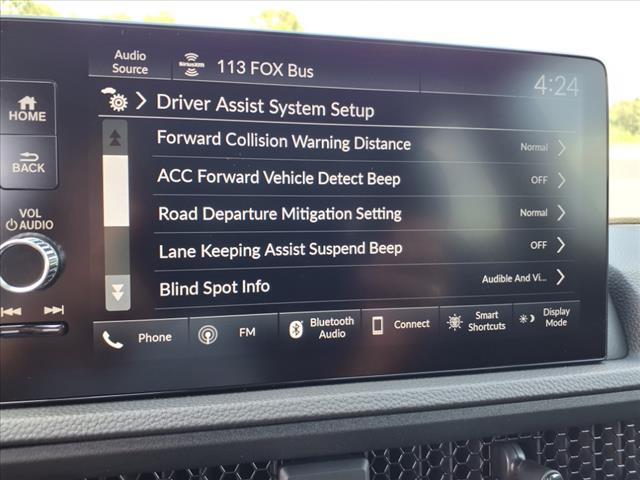 Audio
Source
siriusxm
113 FOX Bus
4:24
HOME
Driver Assist System Setup
Forward Collision Warning Distance Normal
BACK
ACC Forward Vehicle Detect Beep OFF
VOL
AUDIO
Road Departure Mitigation Setting Normal
Lane Keeping Assist Suspend Beep OFF
Blind Spot Info Audible And Vi...
Phone
FM
Bluetooth
Audio
Connect
Smart
Shortcuts
Display
Mode